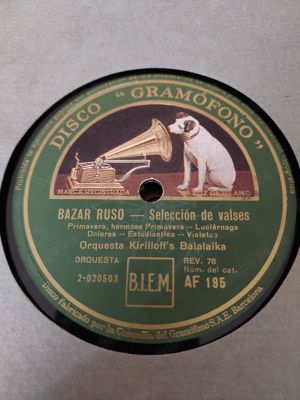 DISCO "GRAMÓFONO"
MARCA REGISTRADA
BAZAR RUSO — Selección de valses
Primavera, hermosa Primavera -- Luciérnaga
Dolores -- Estudiantina -- Violetas
Orquesta Kirilloff's Balalaika
ORQUESTA
REV. 78
Núm. del cat.
2-020503
B.I.E.M.
AF 195
Disco fabricado por la Compañía del Gramófono S.A.E. Barcelona